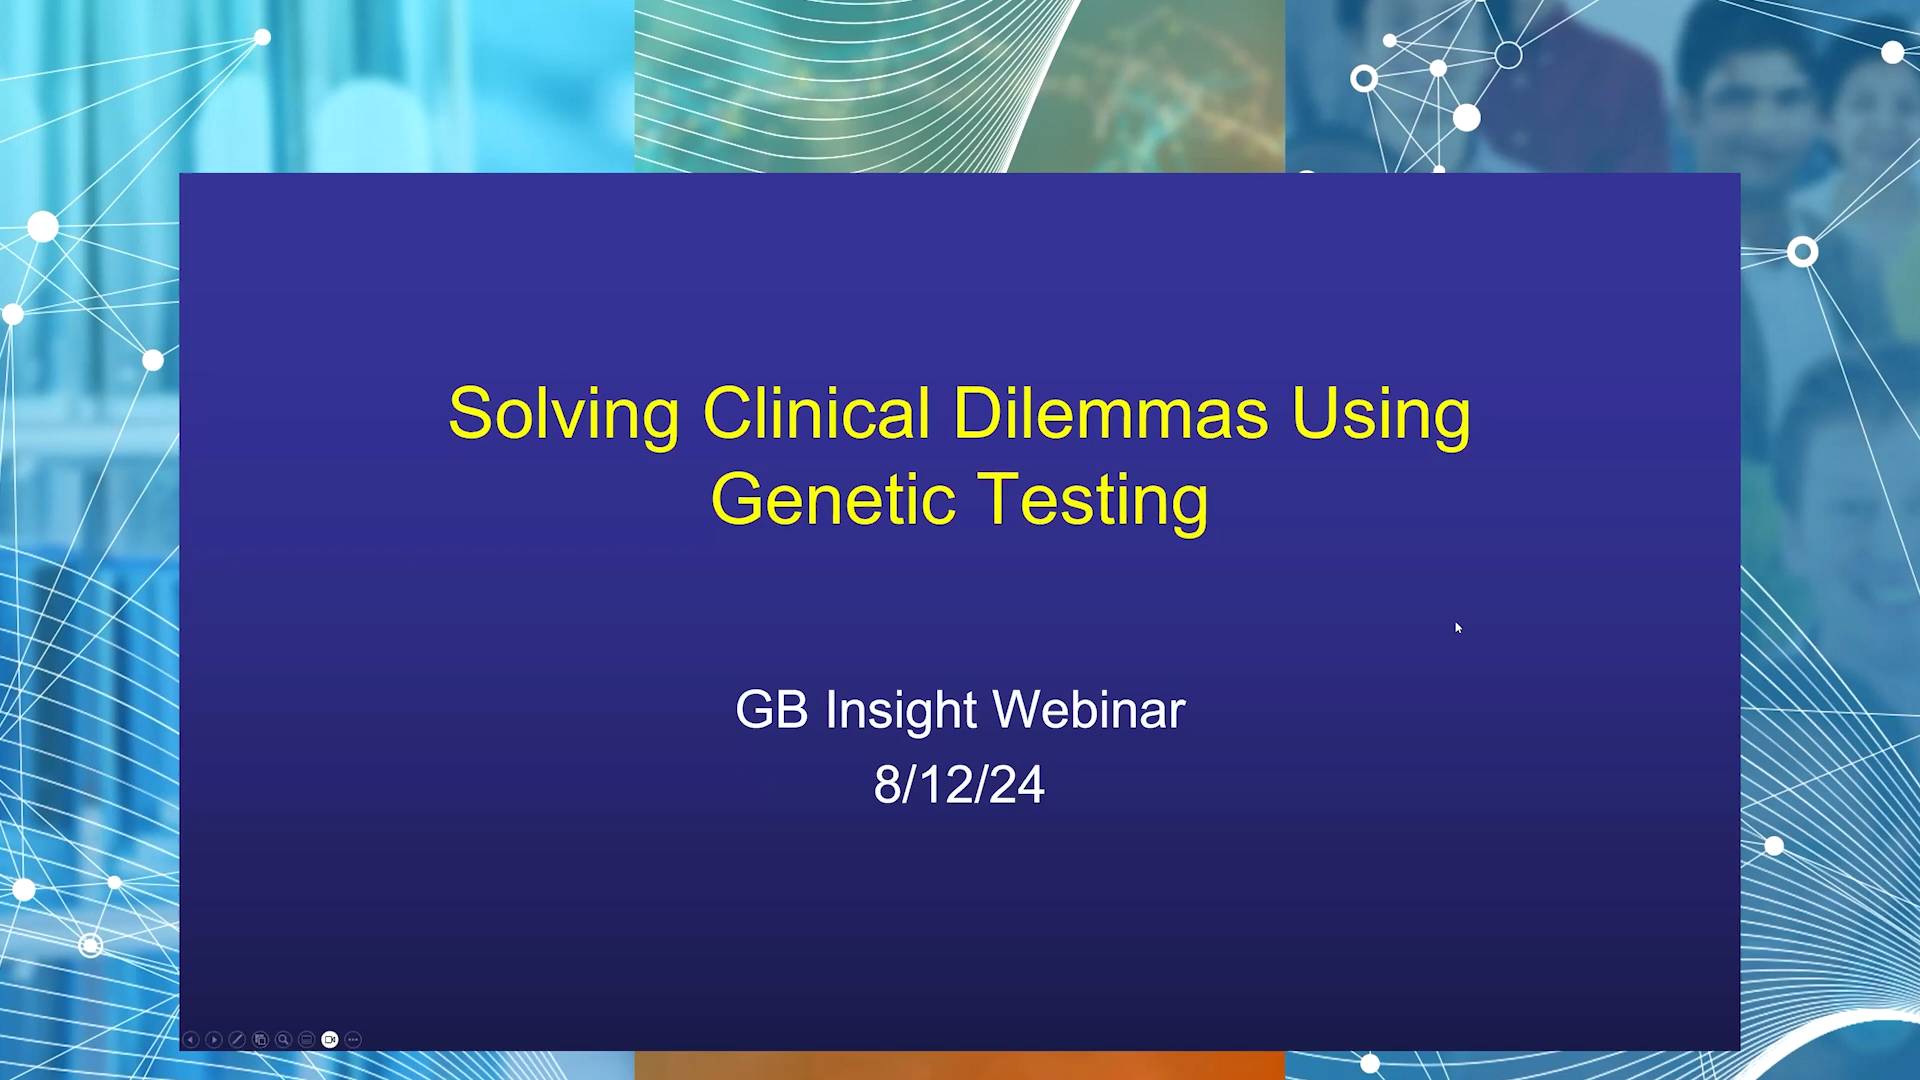 Solving Clinical Dilemmas Using
Genetic Testing
GB Insight Webinar
8/12/24